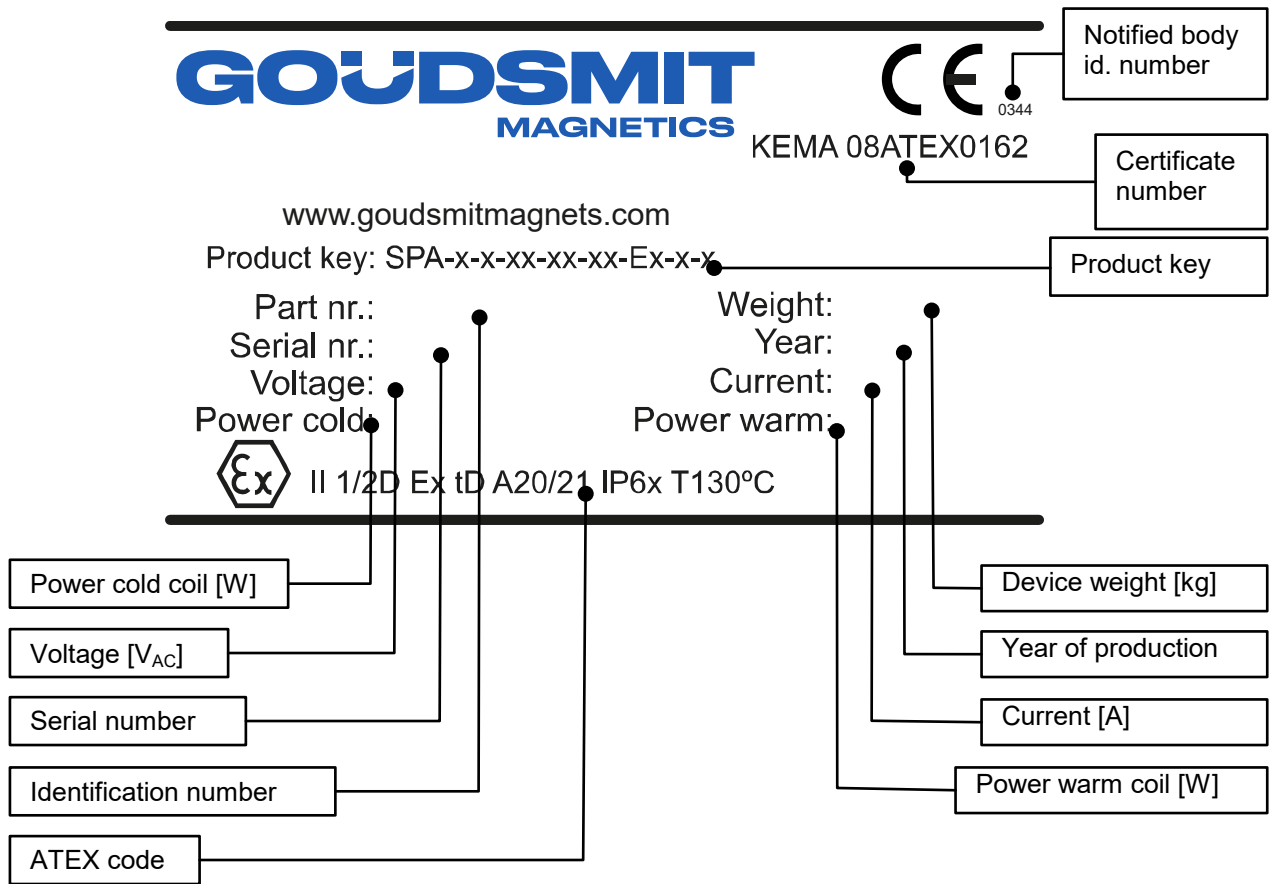 GOUDSMIT
MAGNETICS
CE
0344
Notified body
id. number
KEMA 08ATEX0162
Certificate
number
www.goudsmitmagnets.com
Product key: SPA-x-x-xx-xx-xx-Ex-x-x
Product key
Part nr.:
Weight:
Serial nr.:
Year:
Voltage:
Current:
Power cold:
Power warm:
Ex II 1/2D Ex tD A20/21 IP6x T130ºC
Power cold coil [W]
Device weight [kg]
Voltage [VAC]
Year of production
Serial number
Current [A]
Identification number
Power warm coil [W]
ATEX code